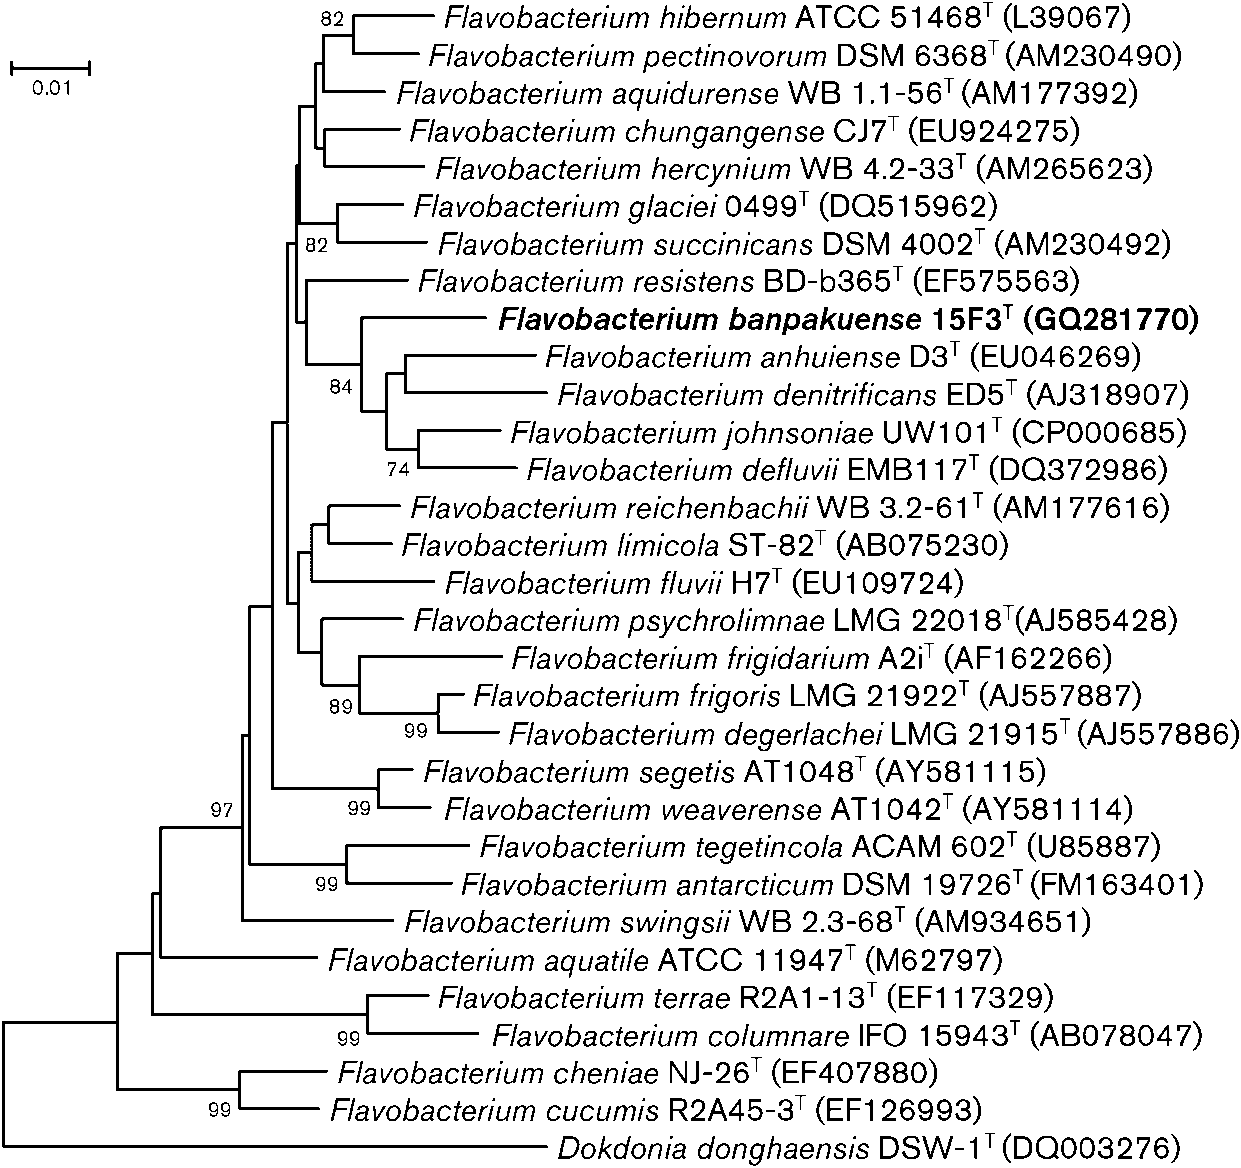 82
Flavobacterium hibernum ATCC 51468T (L39067)
Flavobacterium pectinovorum DSM 6368T (AM230490)
0.01
Flavobacterium aquidurense WB 1.1-56T (AM177392)
Flavobacterium chungangense CJ7T (EU924275)
Flavobacterium hercynium WB 4.2-33T (AM265623)
Flavobacterium glaciei 0499T (DQ515962)
82
Flavobacterium succinicans DSM 4002T (AM230492)
Flavobacterium resistens BD-b365T (EF575563)
Flavobacterium banpakuense 15F3T (GQ281770)
Flavobacterium anhuiense D3T (EU046269)
84
Flavobacterium denitrificans ED5T (AJ318907)
Flavobacterium johnsoniae UW101T (CP000685)
74
Flavobacterium defluvii EMB117T (DQ372986)
Flavobacterium reichenbachii WB 3.2-61T (AM177616)
Flavobacterium limicola ST-82T (AB075230)
Flavobacterium fluvii H7T (EU109724)
Flavobacterium psychrolimnae LMG 22018T(AJ585428)
Flavobacterium frigidarium A2iT (AF162266)
89
Flavobacterium frigoris LMG 21922T (AJ557887)
99
Flavobacterium degerlachei LMG 21915T (AJ557886)
Flavobacterium segetis AT1048T (AY581115)
97
99
Flavobacterium weaverense AT1042T (AY581114)
Flavobacterium tegetincola ACAM 602T (U85887)
99
Flavobacterium antarcticum DSM 19726T (FM163401)
Flavobacterium swingsii WB 2.3-68T (AM934651)
Flavobacterium aquatile ATCC 11947T (M62797)
Flavobacterium terrae R2A1-13T (EF117329)
99
Flavobacterium columnare IFO 15943T (AB078047)
Flavobacterium cheniae NJ-26T (EF407880)
99
Flavobacterium cucumis R2A45-3T (EF126993)
Dokdonia donghaensis DSW-1T (DQ003276)